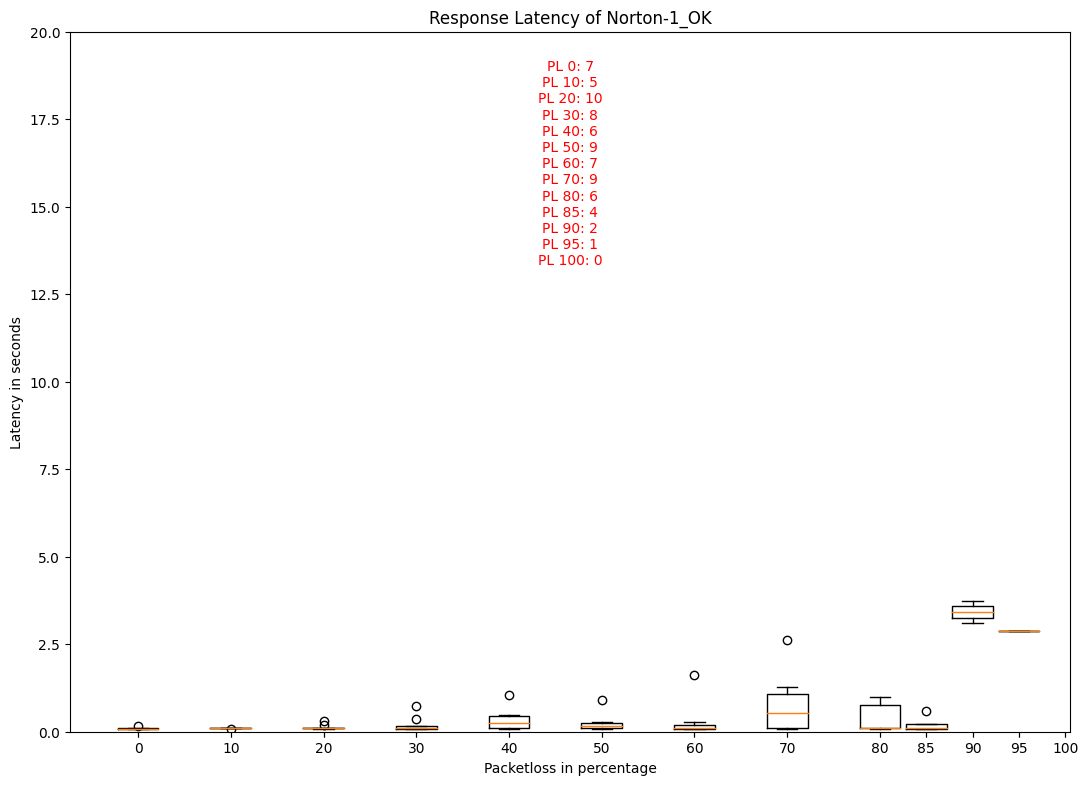 Response Latency of Norton-1_OK
20.0
17.5
15.0
12.5
10.0
7.5
5.0
2.5
0.0
Latency in seconds
PL 0: 7
PL 10: 5
PL 20: 10
PL 30: 8
PL 40: 6
PL 50: 9
PL 60: 7
PL 70: 9
PL 80: 6
PL 85: 4
PL 90: 2
PL 95: 1
PL 100: 0
0 10 20 30 40 50 60 70 80 85 90 95 100
Packetloss in percentage